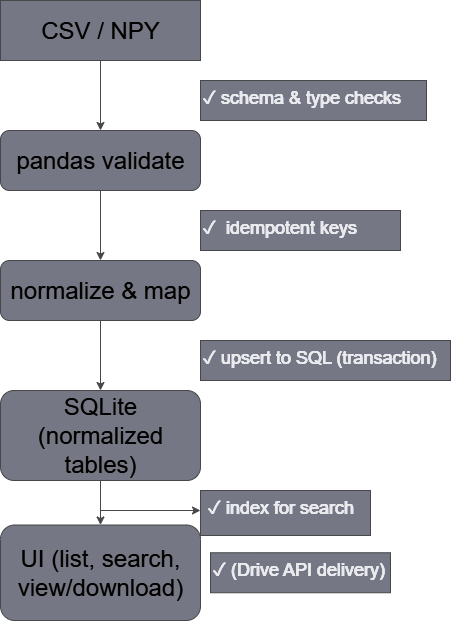 CSV / NPY
✓ schema & type checks
pandas validate
✓ idempotent keys
normalize & map
✓ upsert to SQL (transaction)
SQLite
(normalized
tables)
✓ index for search
UI (list, search,
view/download)
✓ (Drive API delivery)